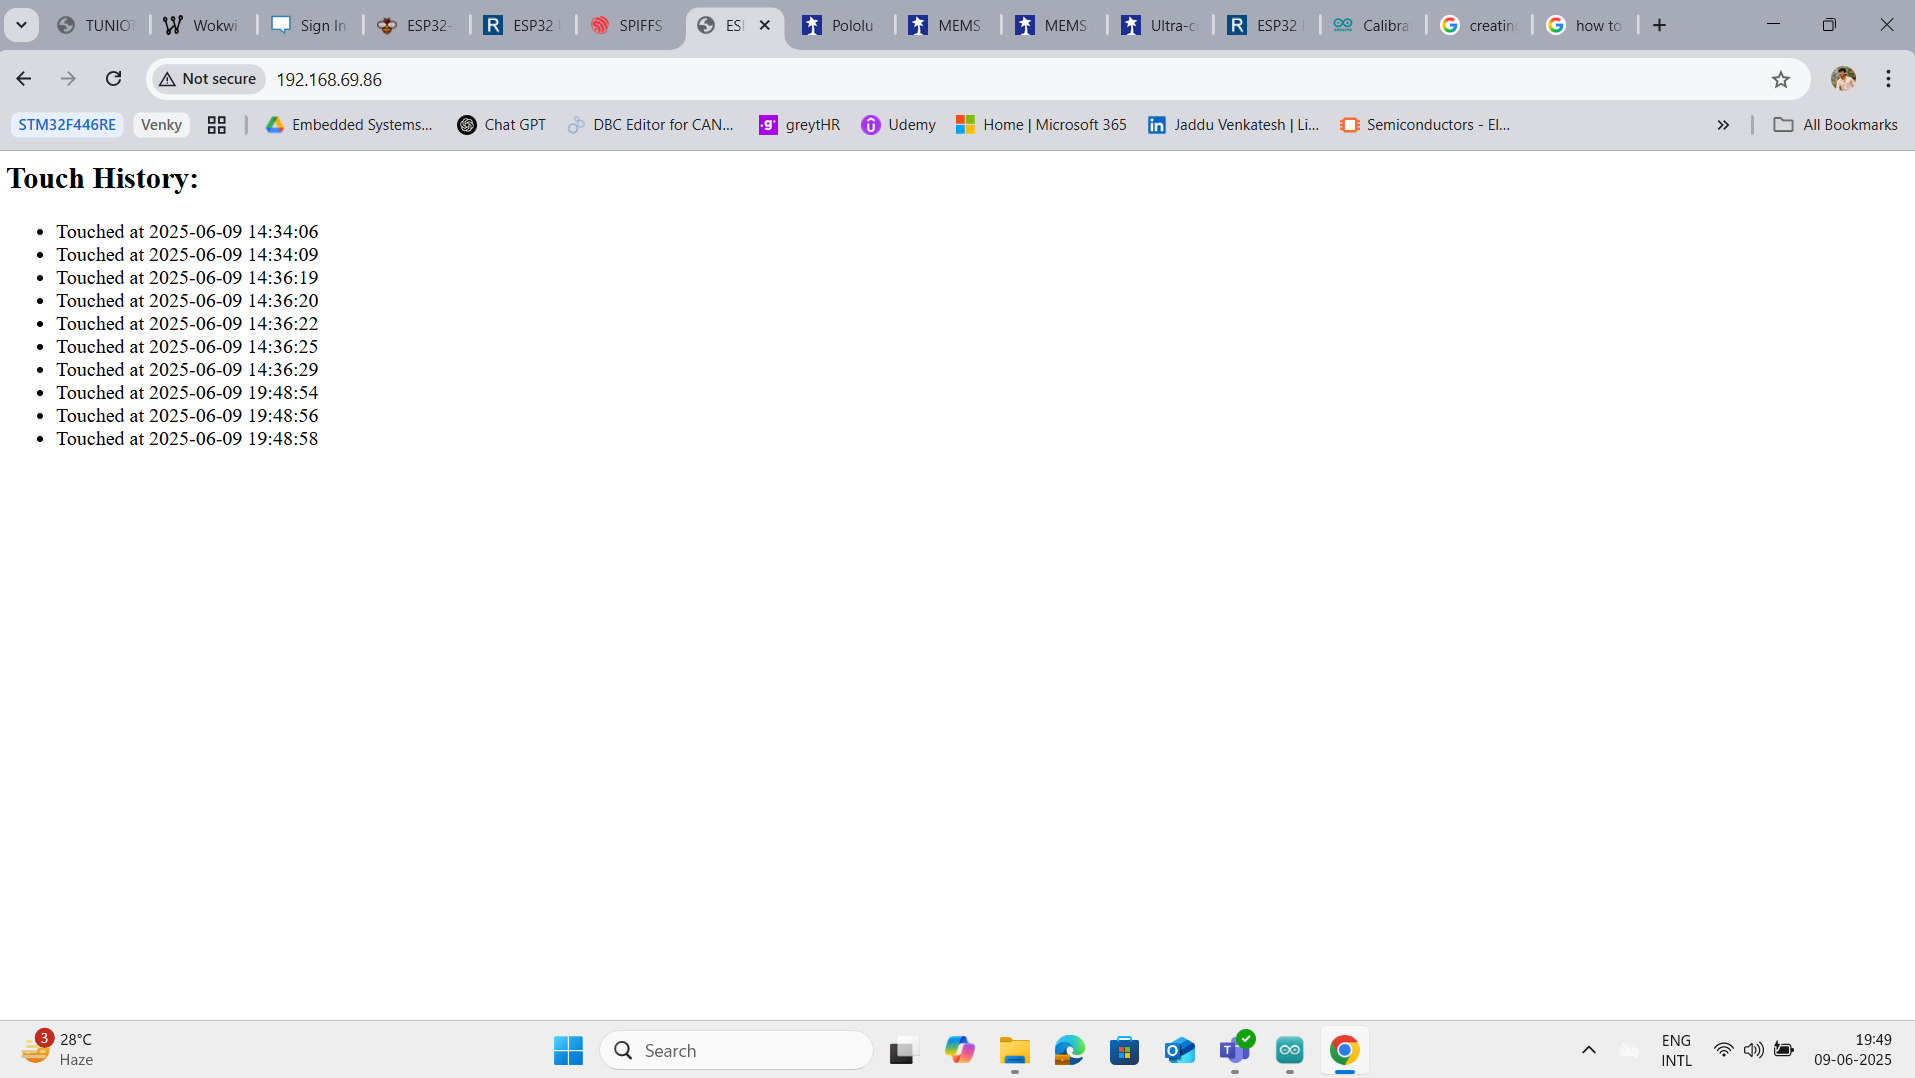 TUNIOT
Wokwi
Sign In
ESP32-
ESP32
SPIFFS
ES
Pololu
MEMS
MEMS
Ultra-c
ESP32
Calibra
creatin
how to
Not secure
192.168.69.86
STM32F446RE
Venky
Embedded Systems...
Chat GPT
DBC Editor for CAN...
greytHR
Udemy
Home | Microsoft 365
Jaddu Venkatesh | Li...
Semiconductors - El...
All Bookmarks
Touch History:
• Touched at 2025-06-09 14:34:06
• Touched at 2025-06-09 14:34:09
• Touched at 2025-06-09 14:36:19
• Touched at 2025-06-09 14:36:20
• Touched at 2025-06-09 14:36:22
• Touched at 2025-06-09 14:36:25
• Touched at 2025-06-09 14:36:29
• Touched at 2025-06-09 19:48:54
• Touched at 2025-06-09 19:48:56
• Touched at 2025-06-09 19:48:58
3
28°C
Haze
Search
ENG
INTL
19:49
09-06-2025